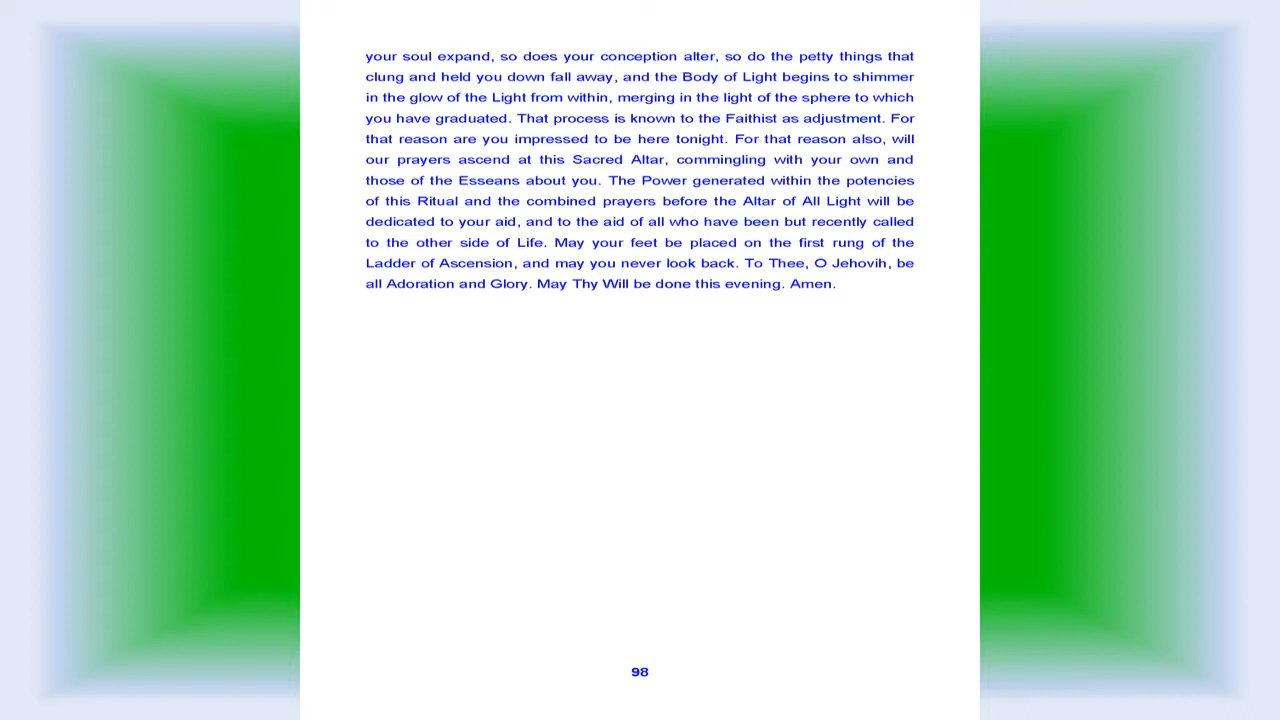 your soul expand, so does your conception alter, so do the petty things that
clung and held you down fall away, and the Body of Light begins to shimmer
in the glow of the Light from within, merging in the light of the sphere to which
you have graduated. That process is known to the Faithist as adjustment. For
that reason are you impressed to be here tonight. For that reason also, will
our prayers ascend at this Sacred Altar, commingling with your own and
those of the Esseans about you. The Power generated within the potencies
of this Ritual and the combined prayers before the Altar of All Light will be
dedicated to your aid, and to the aid of all who have been but recently called
to the other side of Life. May your feet be placed on the first rung of the
Ladder of Ascension, and may you never look back. To Thee, O Jehovih, be
all Adoration and Glory. May Thy Will be done this evening. Amen.
98